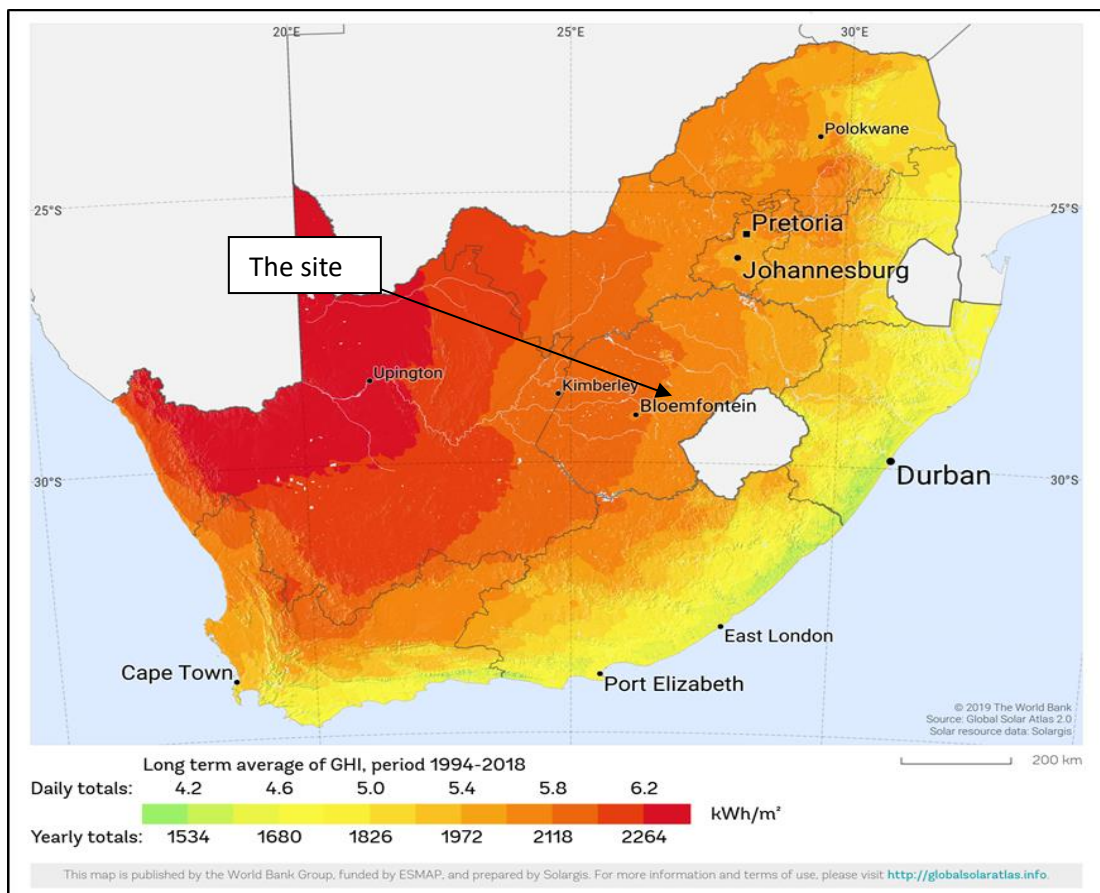 20°E 25°E 30°E
Polokwane
25°S 25°S
Pretoria
The site
Johannesburg
Upington
Kimberley
Bloemfontein
Durban
30°S 30°S
East London
Cape Town
Port Elizabeth
© 2019 The World Bank
Source: Global Solar Atlas 2.0
Solar resource data: Solargis
200 km
Long term average of GHI, period 1994-2018
Daily totals: 4.2 4.6 5.0 5.4 5.8 6.2
kWh/m²
Yearly totals: 1534 1680 1826 1972 2118 2264
This map is published by the World Bank Group, funded by ESMAP, and prepared by Solargis. For more information and terms of use, please visit http://globalsolaratlas.info.